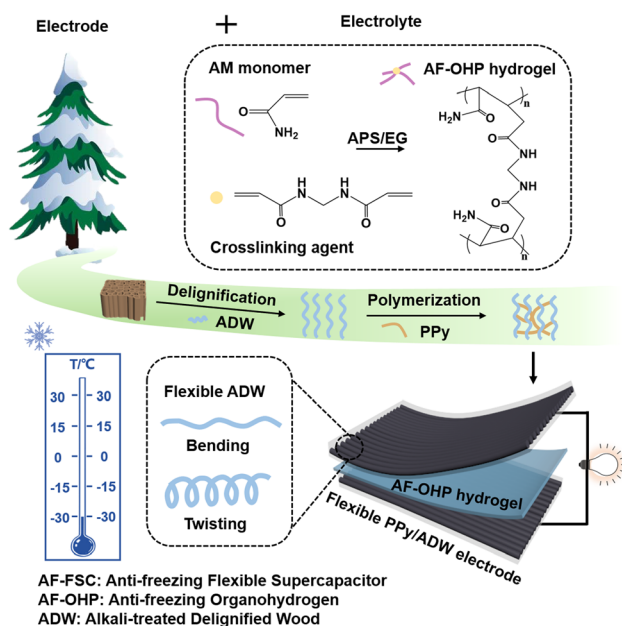 Electrode
+
Electrolyte
AM monomer
O
NH₂
APS/EG
AF-OHP hydrogel
n
H₂N
O
O
NH
NH
O
H₂N
O
n
H
N
H
N
O
O
Crosslinking agent
Delignification
ADW
Polymerization
PPy
T/℃
30
30
15
15
0
0
-15
-15
-30
-30
Flexible ADW
Bending
Twisting
AF-OHP hydrogel
Flexible PPy/ADW electrode
AF-FSC: Anti-freezing Flexible Supercapacitor
AF-OHP: Anti-freezing Organohydrogen
ADW: Alkali-treated Delignified Wood